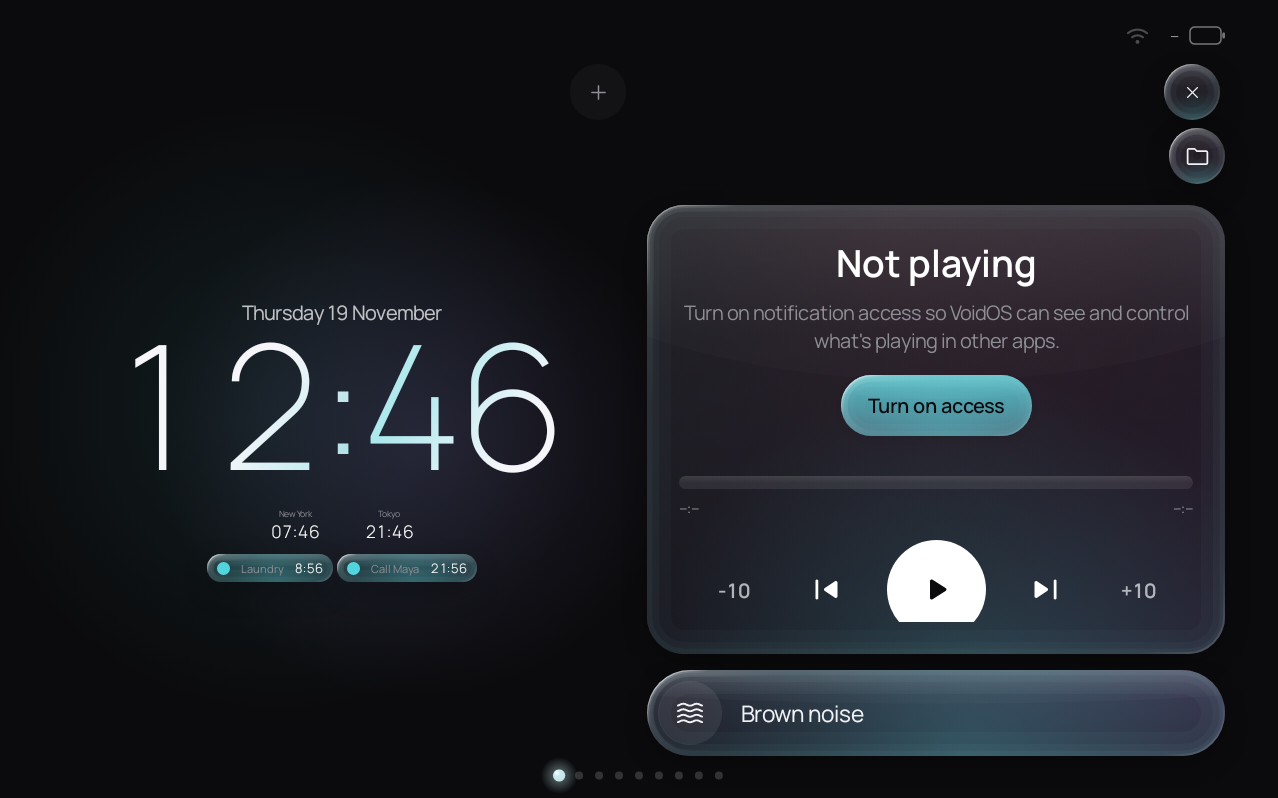 –
Thursday 19 November
12:46
New York
Tokyo
07:46
21:46
Laundry 8:56
Call Maya 21:56
Not playing
Turn on notification access so VoidOS can see and control
what's playing in other apps.
Turn on access
–:–
–:–
-10
+10
Brown noise